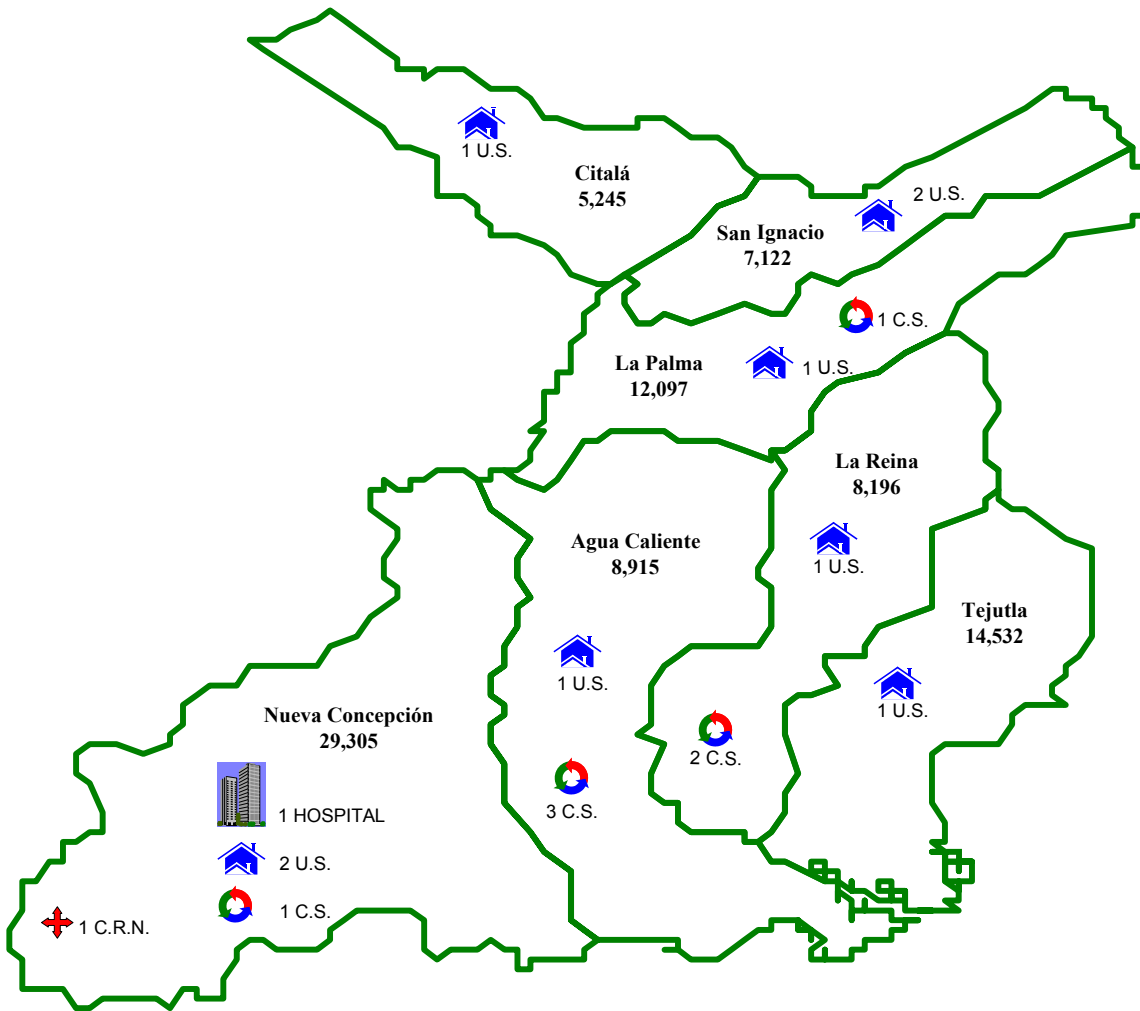 1 U.S.
Citalá
5,245
2 U.S.
San Ignacio
7,122
1 C.S.
La Palma
12,097
1 U.S.
La Reina
8,196
1 U.S.
Agua Caliente
8,915
1 U.S.
3 C.S.
2 C.S.
Tejutla
14,532
1 U.S.
Nueva Concepción
29,305
1 HOSPITAL
2 U.S.
1 C.S.
1 C.R.N.